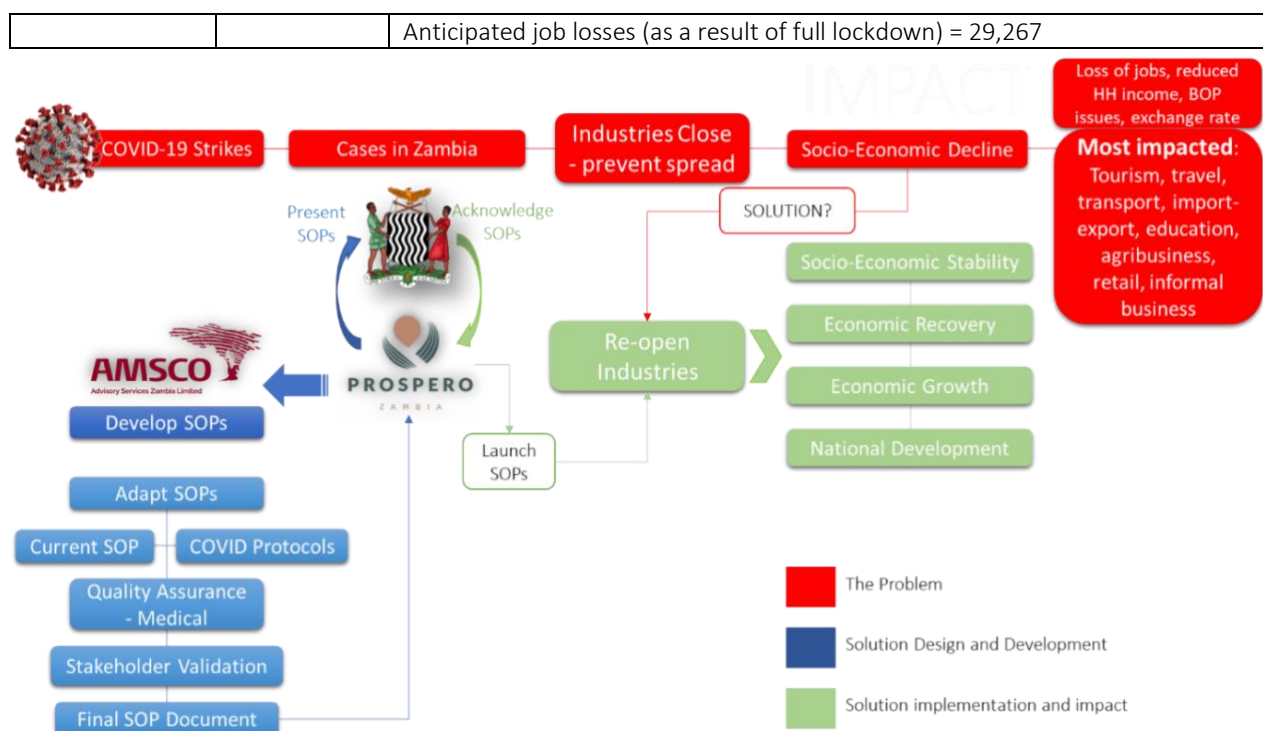 Anticipated job losses (as a result of full lockdown) = 29,267
IMPACT
Loss of jobs, reduced
HH income, BOP
issues, exchange rate
COVID-19 Strikes
Cases in Zambia
Industries Close
- prevent spread
Socio-Economic Decline
Most impacted:
Tourism, travel,
transport, import-
export, education,
agribusiness,
retail, informal
business
SOLUTION?
Present
SOPs
Acknowledge
SOPs
Socio-Economic Stability
Economic Recovery
Economic Growth
National Development
Re-open
Industries
AMSCO
Advisory Services Zambia Limited
PROSPERO
ZAMBIA
Develop SOPs
Launch
SOPs
Adapt SOPs
Current SOP
COVID Protocols
Quality Assurance
- Medical
Stakeholder Validation
Final SOP Document
The Problem
Solution Design and Development
Solution implementation and impact